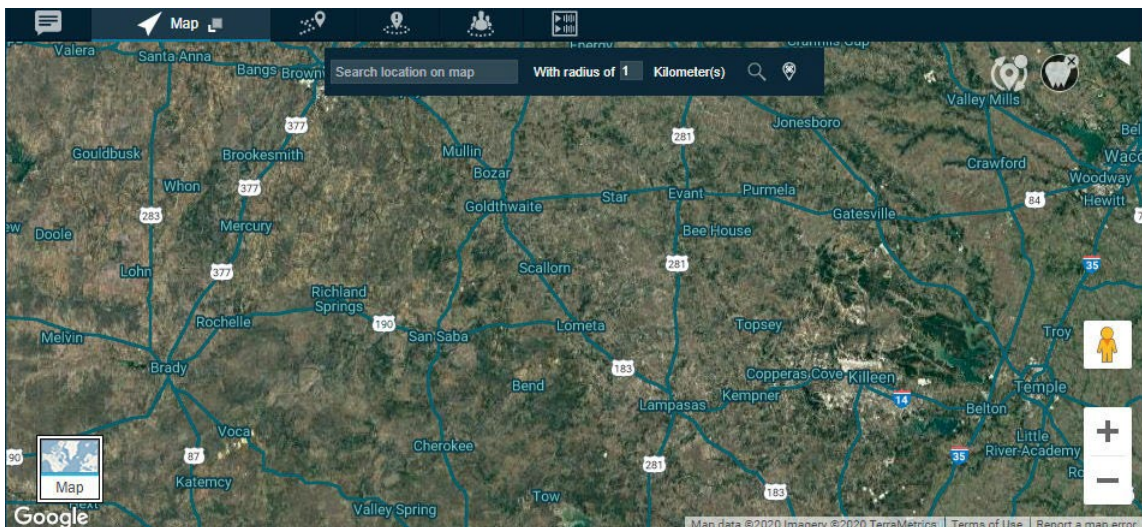 Map
Search location on map
With radius of 1 Kilometer(s)
Valera
Santa Anna
Bangs
Energy
Valley Mills
Jonesboro
Gouldbusk
Brookesmith
377
Mullin
281
Crawford
Bozar
Woodway
Whon
377
Star
Evant
Purmela
84
Hewitt
283
Goldthwaite
Gatesville
Doole
Mercury
Bee House
Lohn
377
Scallorn
281
35
Richland
Springs
Rochelle
190
San Saba
Lometa
Topsey
Troy
Melvin
Brady
183
Copperas Cove
Killeen
Bend
Kempner
14
Temple
Lampasas
Belton
Voca
Cherokee
Little
River-Academy
90
87
281
35
Map
Katemcy
Tow
183
Valley Spring
Google
Map data ©2020 Imagery ©2020 TerraMetrics
Terms of Use
Report a map error